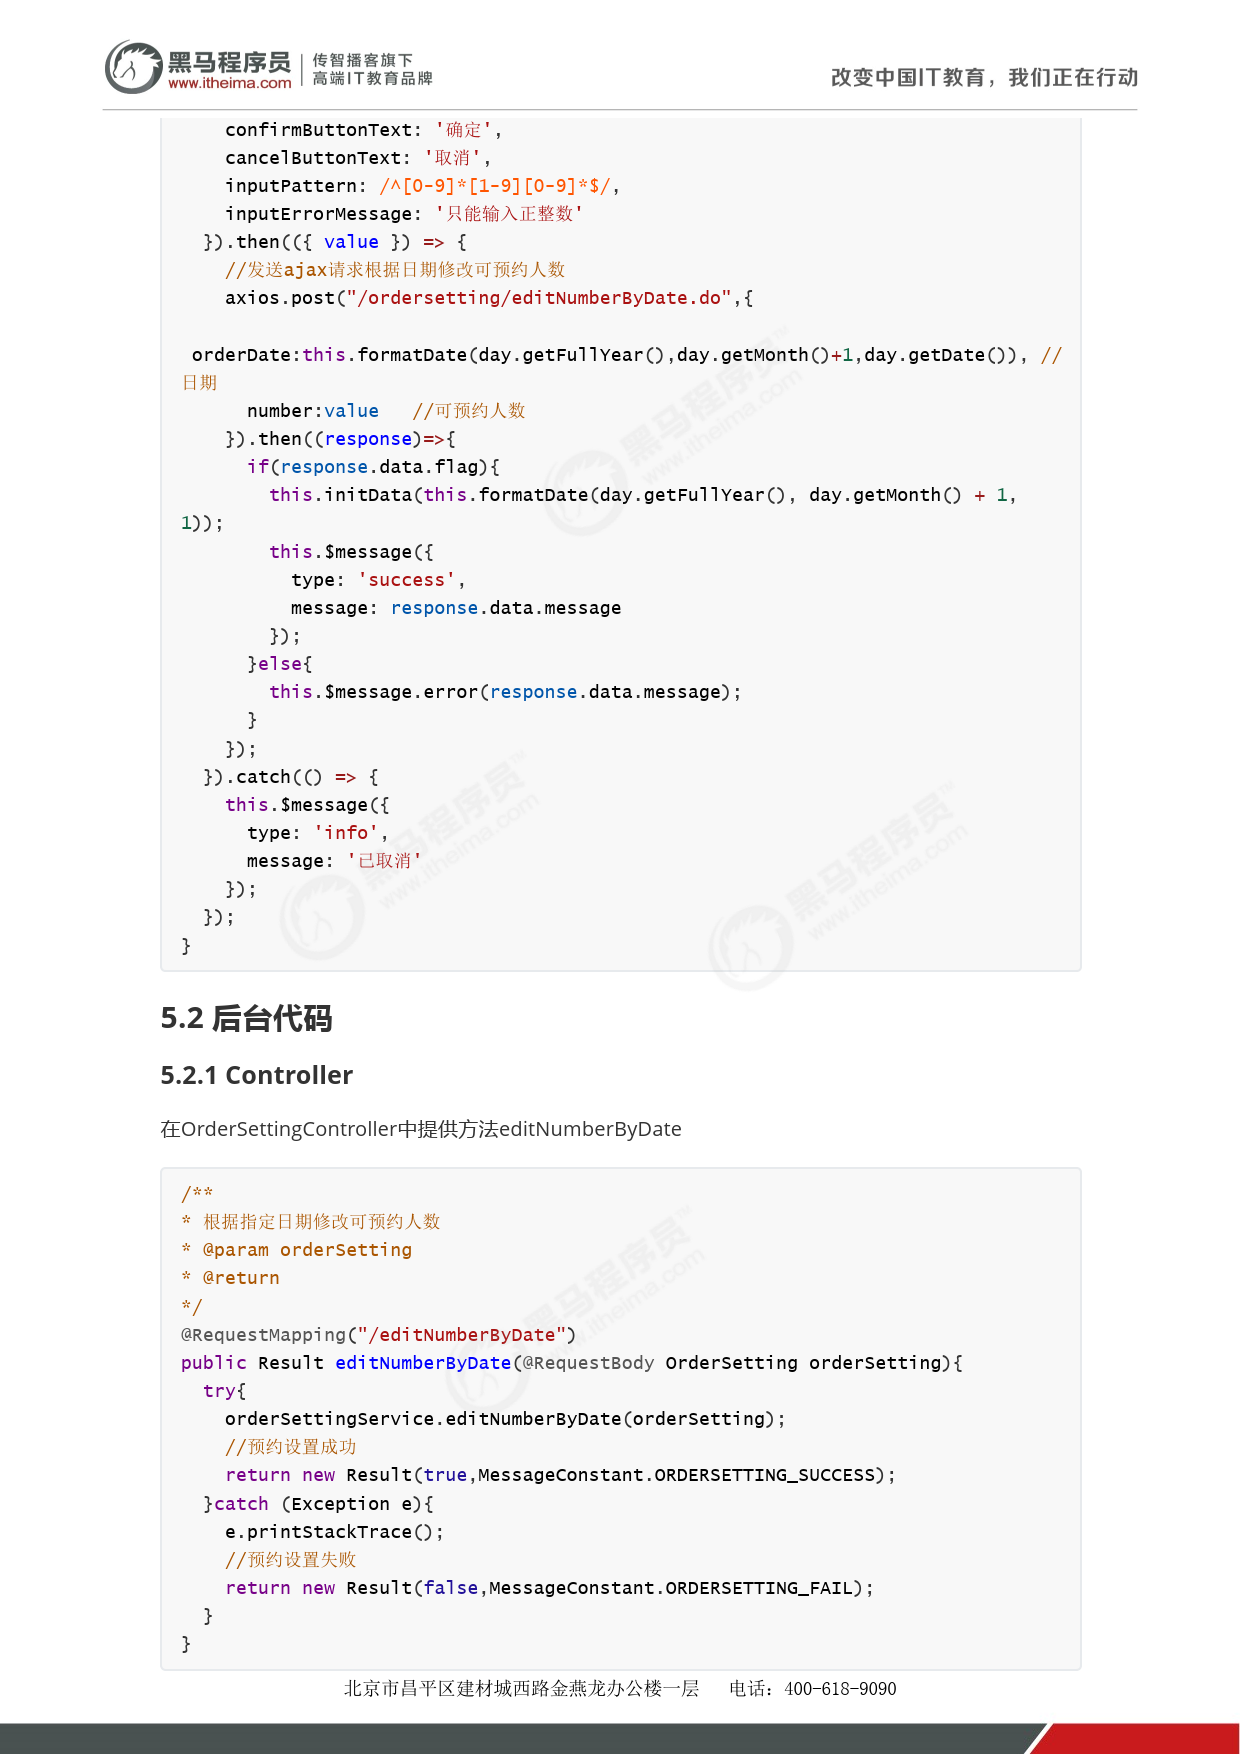 黑马程序员
www.itheima.com
传智播客旗下
高端IT教育品牌
改变中国IT教育，我们正在行动
confirmButtonText: '确定',
cancelButtonText: '取消',
inputPattern: /^[0-9]*[1-9][0-9]*$/,
inputErrorMessage: '只能输入正整数'
}).then(({ value }) => {
//发送ajax请求根据日期修改可预约人数
axios.post("/ordersetting/editNumberByDate.do",{
orderDate:this.formatDate(day.getFullYear(),day.getMonth()+1,day.getDate()), //
日期
number:value   //可预约人数
}).then((response)=>{
if(response.data.flag){
this.initData(this.formatDate(day.getFullYear(), day.getMonth() + 1,
1));
this.$message({
type: 'success',
message: response.data.message
});
}else{
this.$message.error(response.data.message);
}
});
}).catch(() => {
this.$message({
type: 'info',
message: '已取消'
});
});
}
5.2 后台代码
5.2.1 Controller
在OrderSettingController中提供方法editNumberByDate
/**
* 根据指定日期修改可预约人数
* @param orderSetting
* @return
*/
@RequestMapping("/editNumberByDate")
public Result editNumberByDate(@RequestBody OrderSetting orderSetting){
try{
orderSettingService.editNumberByDate(orderSetting);
//预约设置成功
return new Result(true,MessageConstant.ORDERSETTING_SUCCESS);
}catch (Exception e){
e.printStackTrace();
//预约设置失败
return new Result(false,MessageConstant.ORDERSETTING_FAIL);
}
}
北京市昌平区建材城西路金燕龙办公楼一层   电话：400-618-9090